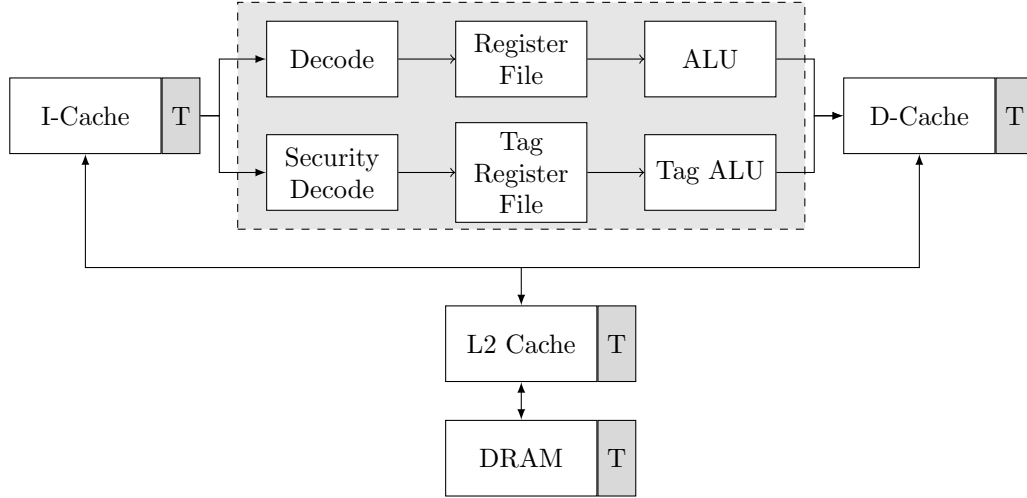 Decode
Register
File
ALU
I-Cache
T
D-Cache
T
Security
Decode
Tag
Register
File
Tag ALU
L2 Cache
T
DRAM
T